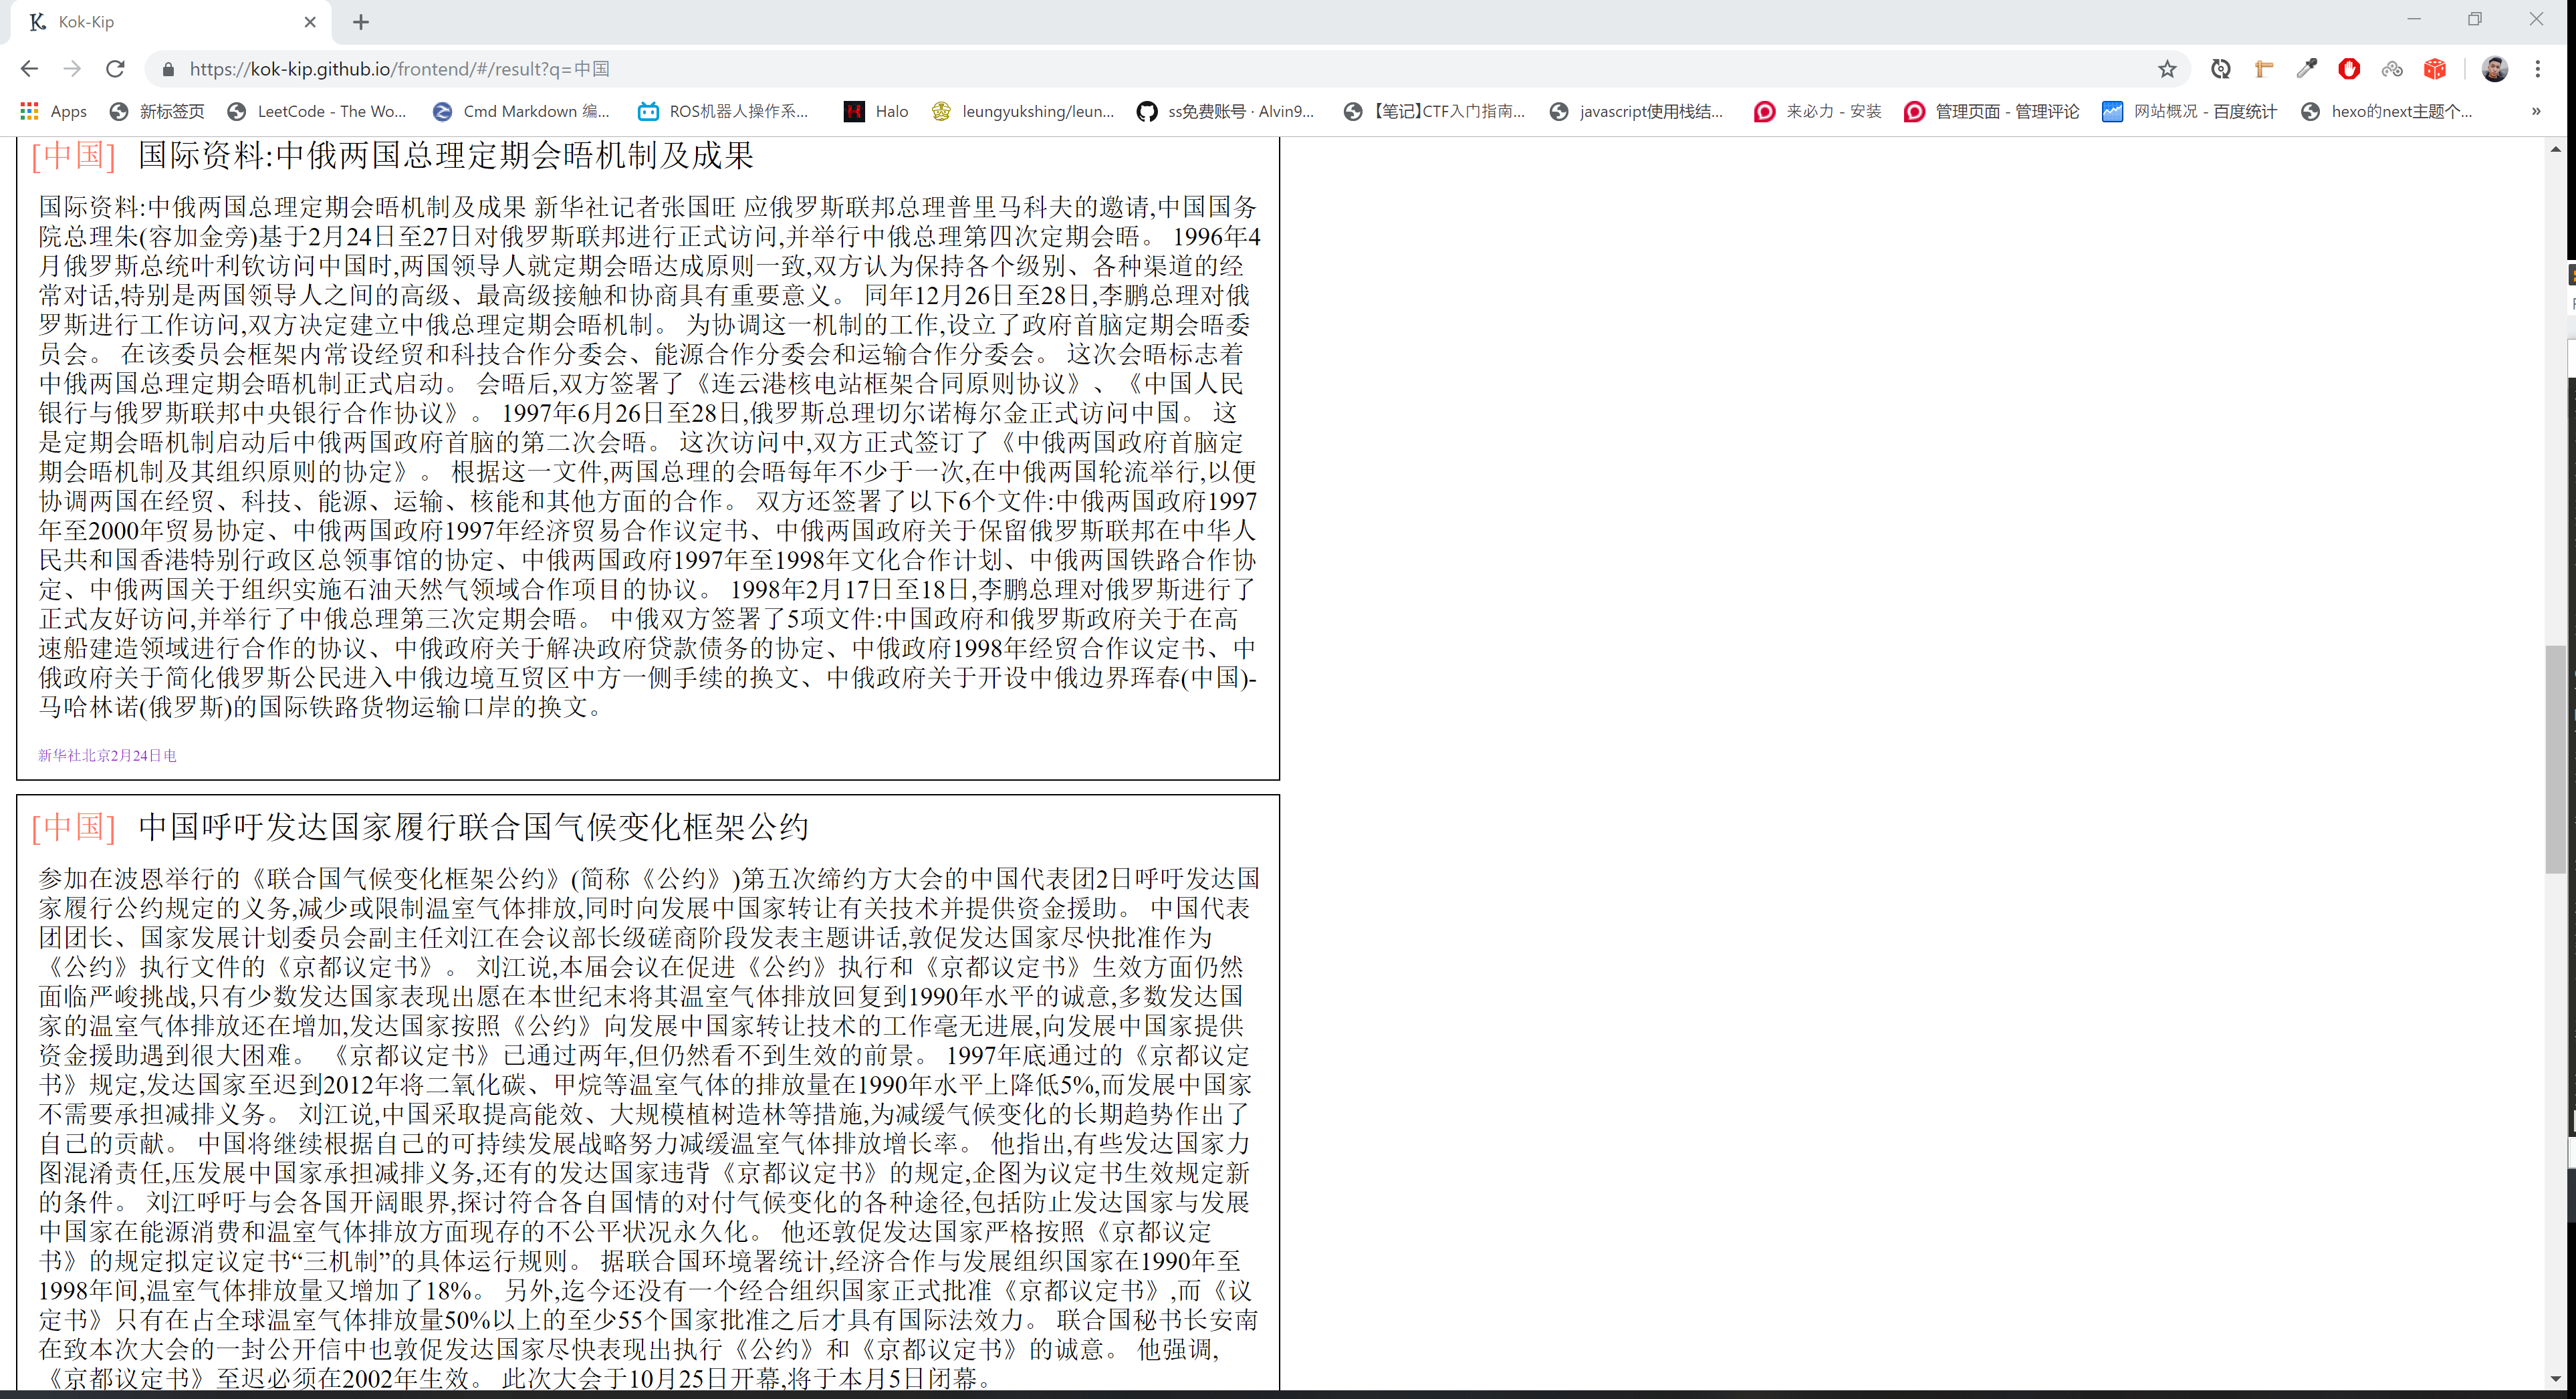 Kok-Kip
https://kok-kip.github.io/frontend/#/result?q=中国
Apps 新标签页 LeetCode - The Wo... Cmd Markdown 编... ROS机器人操作系... Halo leungyukshing/leun... ss免费账号 · Alvin9... 【笔记】CTF入门指南... javascript使用栈结... 来必力 - 安装 管理页面 - 管理评论 网站概况 - 百度统计 hexo的next主题个... »
[中国] 国际资料:中俄两国总理定期会晤机制及成果
国际资料:中俄两国总理定期会晤机制及成果 新华社记者张国旺 应俄罗斯联邦总理普里马科夫的邀请,中国国务
院总理朱(容加金旁)基于2月24日至27日对俄罗斯联邦进行正式访问,并举行中俄总理第四次定期会晤。 1996年4
月俄罗斯总统叶利钦访问中国时,两国领导人就定期会晤达成原则一致,双方认为保持各个级别、各种渠道的经
常对话,特别是两国领导人之间的高级、最高级接触和协商具有重要意义。 同年12月26日至28日,李鹏总理对俄
罗斯进行工作访问,双方决定建立中俄总理定期会晤机制。 为协调这一机制的工作,设立了政府首脑定期会晤委
员会。 在该委员会框架内常设经贸和科技合作分委会、能源合作分委会和运输合作分委会。 这次会晤标志着
中俄两国总理定期会晤机制正式启动。 会晤后,双方签署了《连云港核电站框架合同原则协议》、《中国人民
银行与俄罗斯联邦中央银行合作协议》。 1997年6月26日至28日,俄罗斯总理切尔诺梅尔金正式访问中国。 这
是定期会晤机制启动后中俄两国政府首脑的第二次会晤。 这次访问中,双方正式签订了《中俄两国政府首脑定
期会晤机制及其组织原则的协定》。 根据这一文件,两国总理的会晤每年不少于一次,在中俄两国轮流举行,以便
协调两国在经贸、科技、能源、运输、核能和其他方面的合作。 双方还签署了以下6个文件:中俄两国政府1997
年至2000年贸易协定、中俄两国政府1997年经济贸易合作议定书、中俄两国政府关于保留俄罗斯联邦在中华人
民共和国香港特别行政区总领事馆的协定、中俄两国政府1997年至1998年文化合作计划、中俄两国铁路合作协
定、中俄两国关于组织实施石油天然气领域合作项目的协议。 1998年2月17日至18日,李鹏总理对俄罗斯进行了
正式友好访问,并举行了中俄总理第三次定期会晤。 中俄双方签署了5项文件:中国政府和俄罗斯政府关于在高
速船建造领域进行合作的协议、中俄政府关于解决政府贷款债务的协定、中俄政府1998年经贸合作议定书、中
俄政府关于简化俄罗斯公民进入中俄边境互贸区中方一侧手续的换文、中俄政府关于开设中俄边界珲春(中国)-
马哈林诺(俄罗斯)的国际铁路货物运输口岸的换文。
新华社北京2月24日电
[中国] 中国呼吁发达国家履行联合国气候变化框架公约
参加在波恩举行的《联合国气候变化框架公约》(简称《公约》)第五次缔约方大会的中国代表团2日呼吁发达国
家履行公约规定的义务,减少或限制温室气体排放,同时向发展中国家转让有关技术并提供资金援助。 中国代表
团团长、国家发展计划委员会副主任刘江在会议部长级磋商阶段发表主题讲话,敦促发达国家尽快批准作为
《公约》执行文件的《京都议定书》。 刘江说,本届会议在促进《公约》执行和《京都议定书》生效方面仍然
面临严峻挑战,只有少数发达国家表现出愿在本世纪末将其温室气体排放回复到1990年水平的诚意,多数发达国
家的温室气体排放还在增加,发达国家按照《公约》向发展中国家转让技术的工作毫无进展,向发展中国家提供
资金援助遇到很大困难。 《京都议定书》已通过两年,但仍然看不到生效的前景。 1997年底通过的《京都议定
书》规定,发达国家至迟到2012年将二氧化碳、甲烷等温室气体的排放量在1990年水平上降低5%,而发展中国家
不需要承担减排义务。 刘江说,中国采取提高能效、大规模植树造林等措施,为减缓气候变化的长期趋势作出了
自己的贡献。 中国将继续根据自己的可持续发展战略努力减缓温室气体排放增长率。 他指出,有些发达国家力
图混淆责任,压发展中国家承担减排义务,还有的发达国家违背《京都议定书》的规定,企图为议定书生效规定新
的条件。 刘江呼吁与会各国开阔眼界,探讨符合各自国情的对付气候变化的各种途径,包括防止发达国家与发展
中国家在能源消费和温室气体排放方面现存的不公平状况永久化。 他还敦促发达国家严格按照《京都议定
书》的规定拟定议定书“三机制”的具体运行规则。 据联合国环境署统计,经济合作与发展组织国家在1990年至
1998年间,温室气体排放量又增加了18%。 另外,迄今还没有一个经合组织国家正式批准《京都议定书》,而《议
定书》只有在占全球温室气体排放量50%以上的至少55个国家批准之后才具有国际法效力。 联合国秘书长安南
在致本次大会的一封公开信中也敦促发达国家尽快表现出执行《公约》和《京都议定书》的诚意。 他强调,
《京都议定书》至迟必须在2002年生效。 此次大会于10月25日开幕,将于本月5日闭幕。